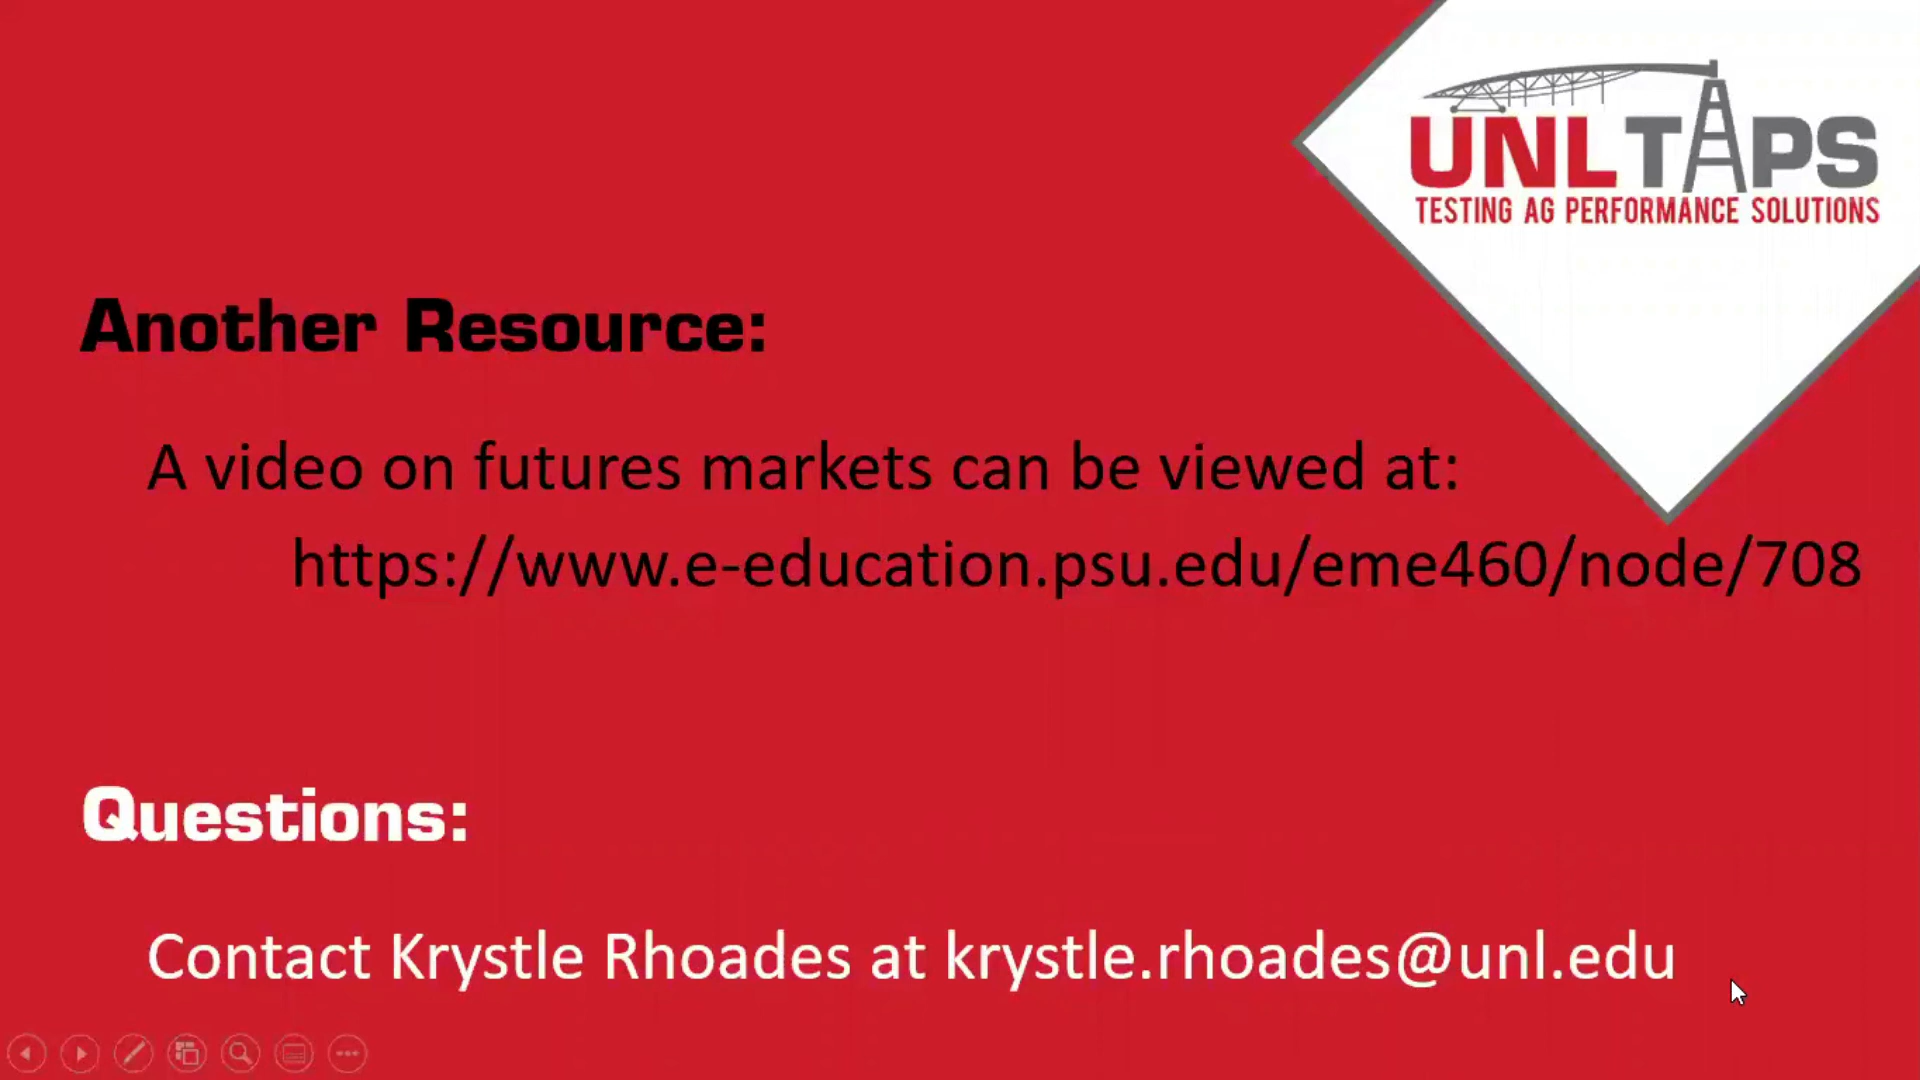 UNLTAPS
TESTING AG PERFORMANCE SOLUTIONS
Another Resource:
A video on futures markets can be viewed at:
https://www.e-education.psu.edu/eme460/node/708
Questions:
Contact Krystle Rhoades at krystle.rhoades@unl.edu